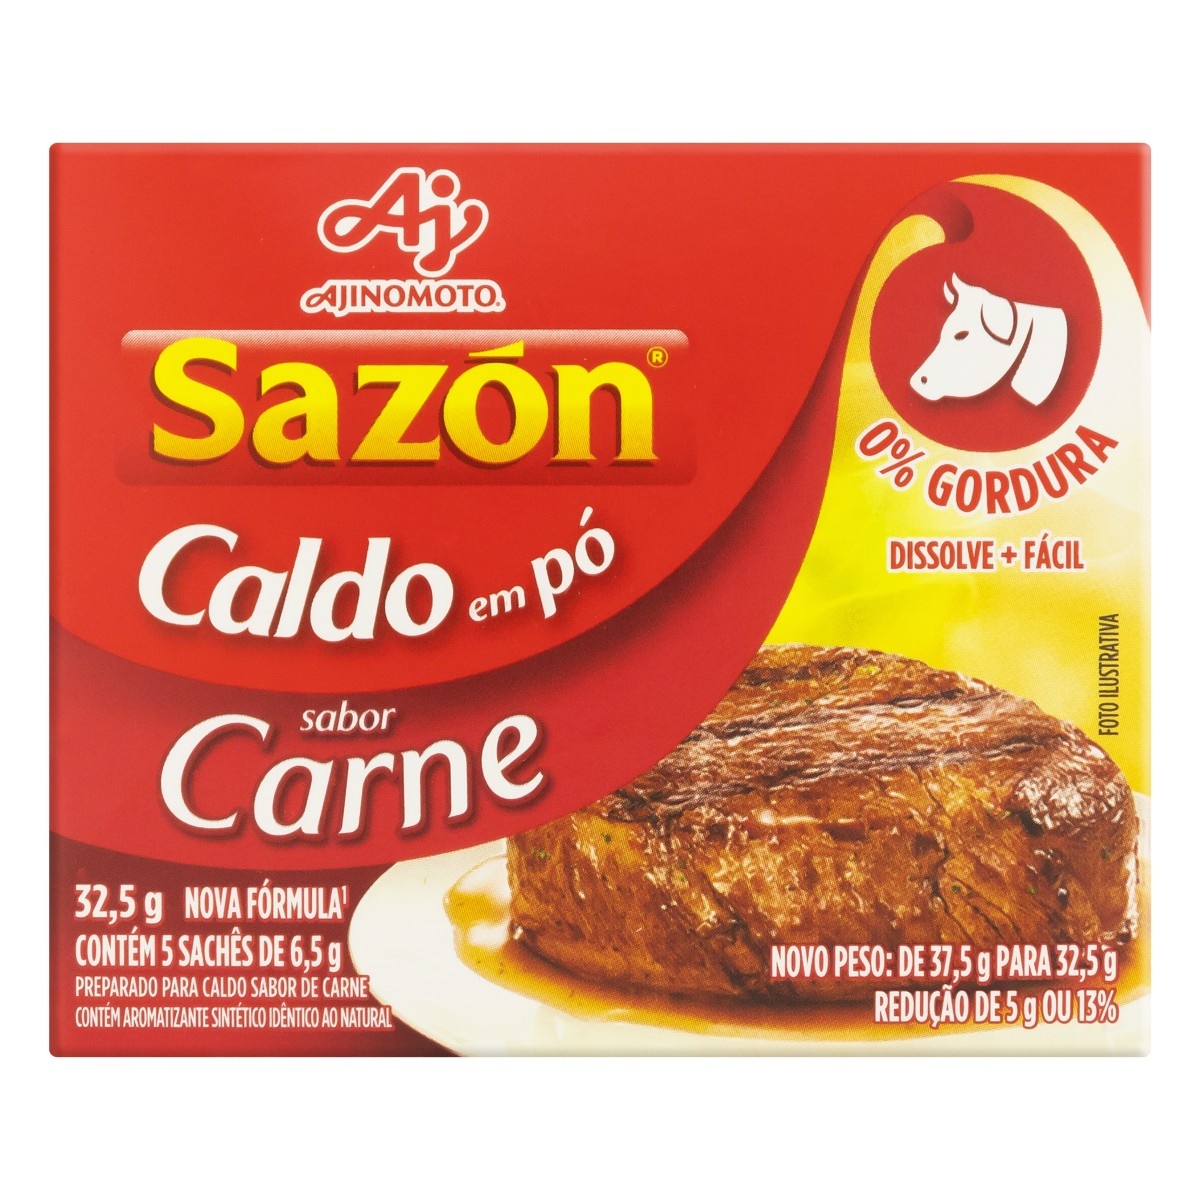 Aj
AJINOMOTO®
Sazón®
Caldo em pó
sabor
Carne
0% GORDURA
DISSOLVE + FÁCIL
FOTO ILUSTRATIVA
32,5 g NOVA FÓRMULA¹
CONTÉM 5 SACHÊS DE 6,5 g
PREPARADO PARA CALDO SABOR DE CARNE
CONTÉM AROMATIZANTE SINTÉTICO IDÊNTICO AO NATURAL
NOVO PESO: DE 37,5 g PARA 32,5 g
REDUÇÃO DE 5 g OU 13%